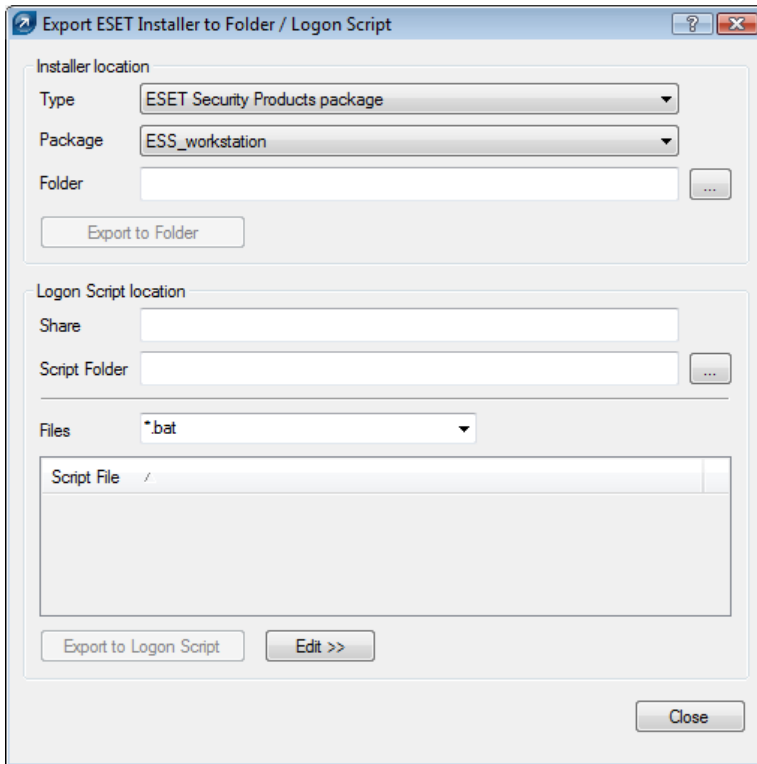 Export ESET Installer to Folder / Logon Script
Installer location
Type ESET Security Products package
Package ESS_workstation
Folder ...
Export to Folder
Logon Script location
Share
Script Folder ...
Files *.bat
Script File
Export to Logon Script Edit >>
Close